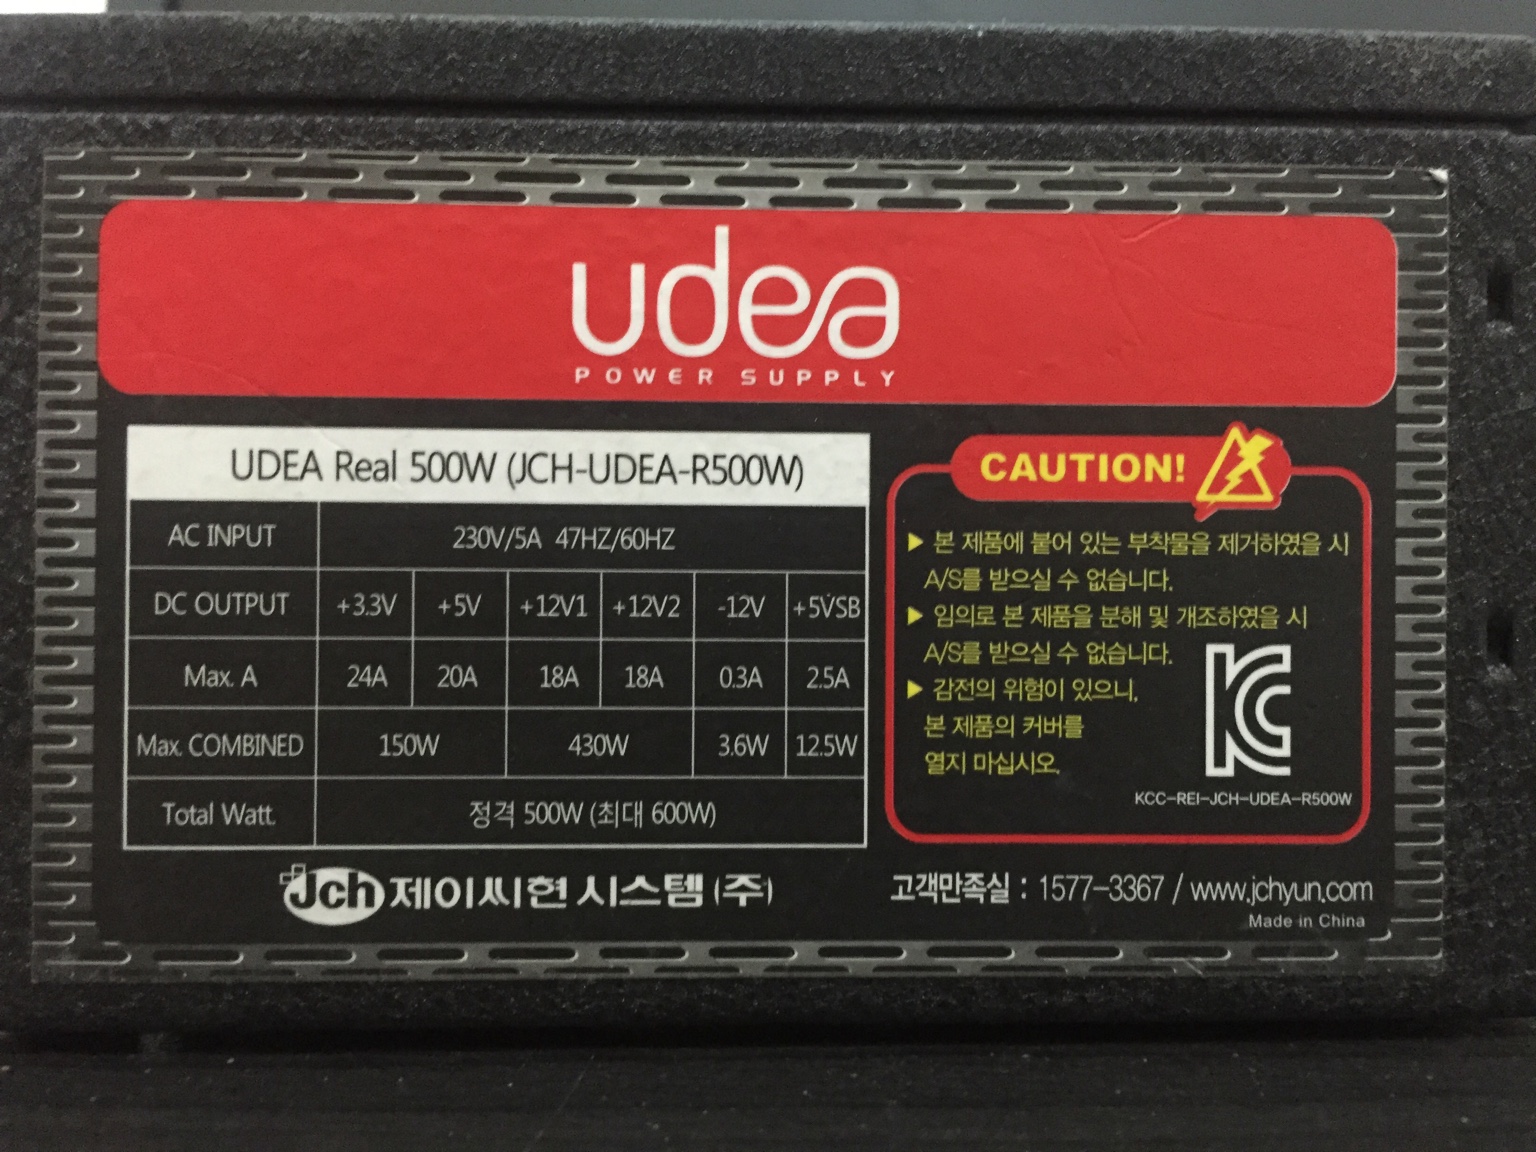 udea
POWER SUPPLY
UDEA Real 500W (JCH-UDEA-R500W)
AC INPUT 230V/5A 47HZ/60HZ
DC OUTPUT +3.3V +5V +12V1 +12V2 -12V +5VSB
Max. A 24A 20A 18A 18A 0.3A 2.5A
Max. COMBINED 150W 430W 3.6W 12.5W
Total Watt. 정격 500W (최대 600W)
CAUTION!
▶ 본 제품에 붙어 있는 부착물을 제거하였을 시
A/S를 받으실 수 없습니다.
▶ 임의로 본 제품을 분해 및 개조하였을 시
A/S를 받으실 수 없습니다.
▶ 감전의 위험이 있으니,
본 제품의 커버를
열지 마십시오.
KC
KCC-REI-JCH-UDEA-R500W
Jch 제이씨현 시스템 (주)
고객만족실 : 1577-3367 / www.jchyun.com
Made in China